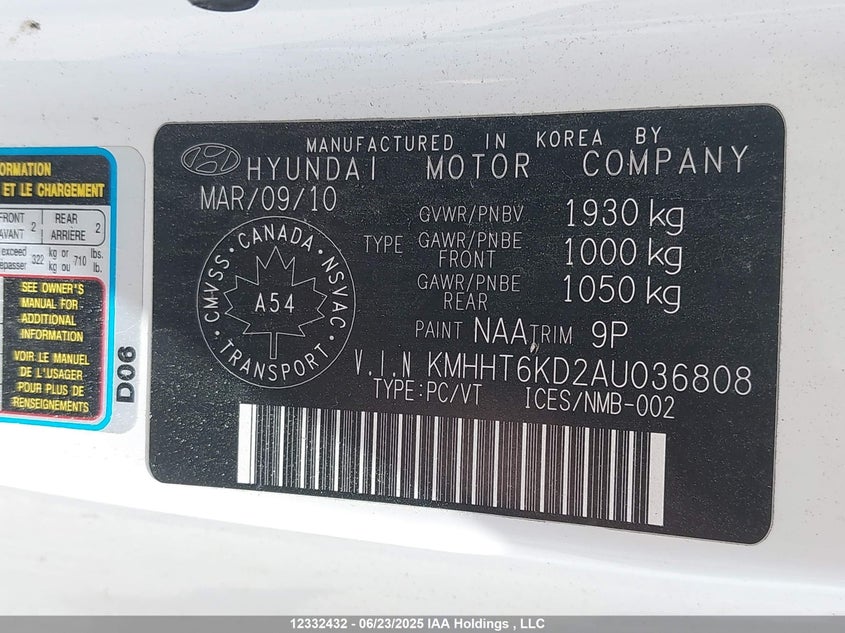 FORMATION
ET LE CHARGEMENT
FRONT
AVANT 2 REAR
ARRIÈRE 2
exceed
322 kg or
kg ou 710 lbs.
lb.
SEE OWNER'S
MANUAL FOR
ADDITIONAL
INFORMATION
VOIR LE MANUEL
DE L'USAGER
POUR PLUS DE
RENSEIGNEMENTS
D06
MANUFACTURED IN KOREA BY
HYUNDAI MOTOR COMPANY
MAR/09/10
GVWR/PNBV 1930 kg
TYPE GAWR/PNBE
FRONT 1000 kg
GAWR/PNBE
REAR 1050 kg
CMVSS · CANADA · NSVAC · TRANSPORT ·
A54
PAINT NAA TRIM 9P
V.I.N KMHHT6KD2AU036808
TYPE:PC/VT ICES/NMB-002
12332432 - 06/23/2025 IAA Holdings , LLC